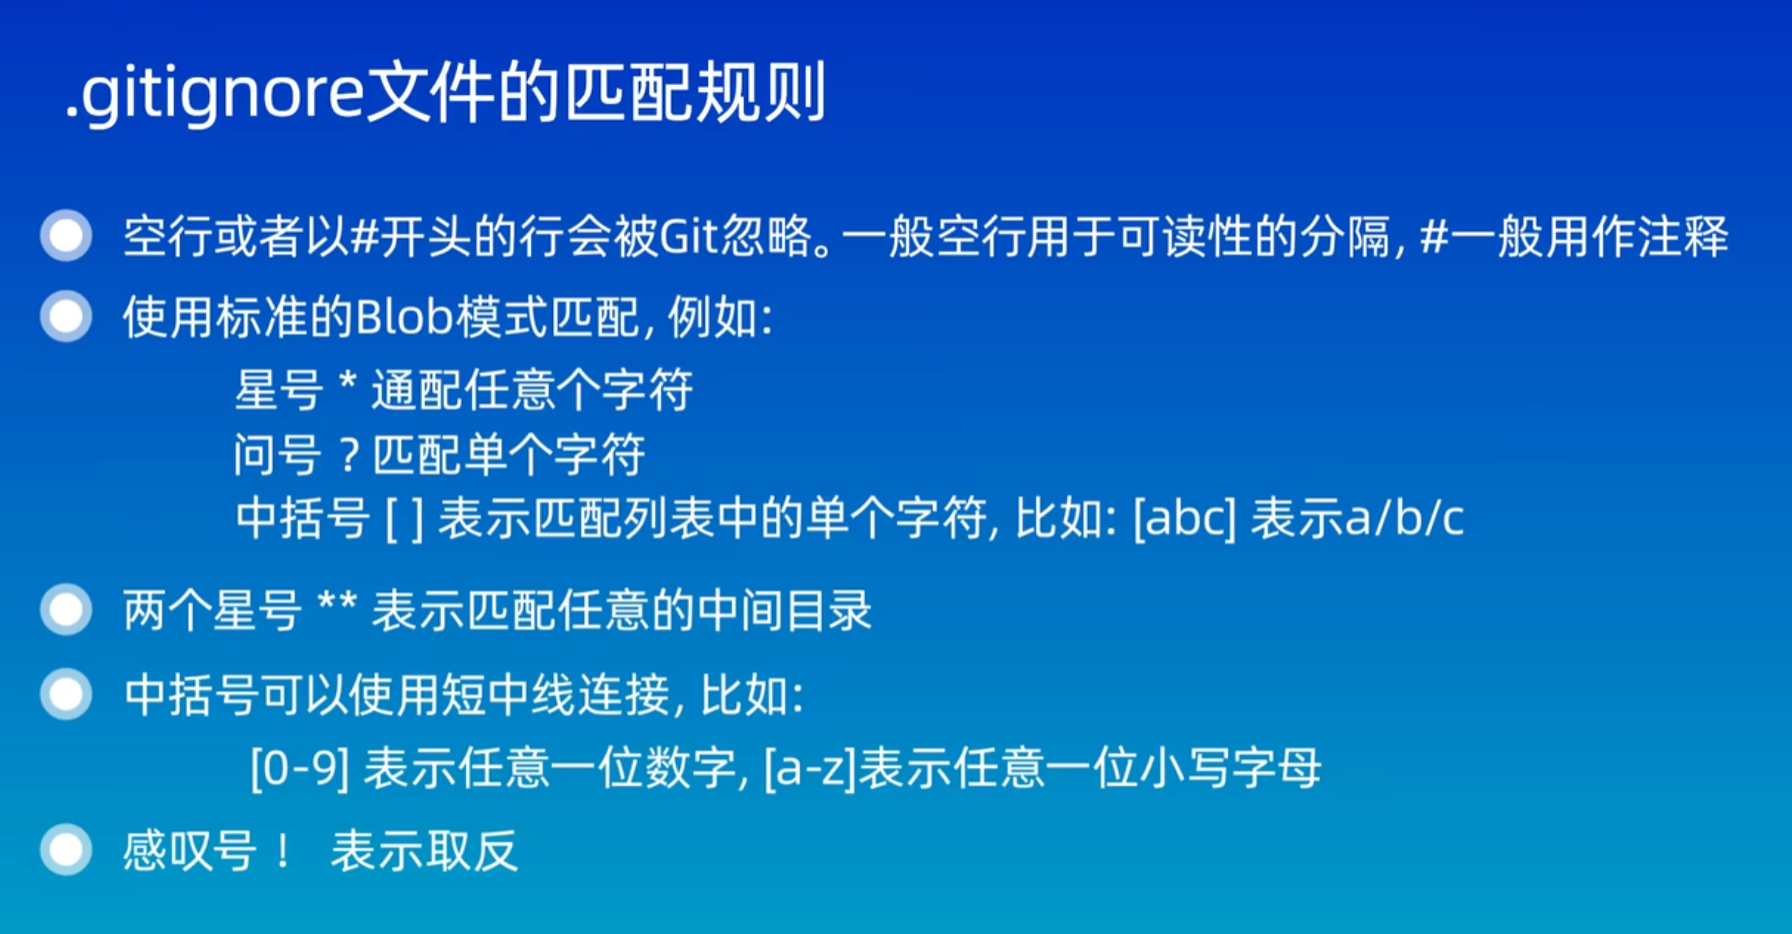 .gitignore文件的匹配规则
空行或者以#开头的行会被Git忽略。一般空行用于可读性的分隔, #一般用作注释
使用标准的Blob模式匹配, 例如:
星号 * 通配任意个字符
问号 ? 匹配单个字符
中括号 [ ] 表示匹配列表中的单个字符, 比如: [abc] 表示a/b/c
两个星号 ** 表示匹配任意的中间目录
中括号可以使用短中线连接, 比如:
[0-9] 表示任意一位数字, [a-z]表示任意一位小写字母
感叹号 ! 表示取反